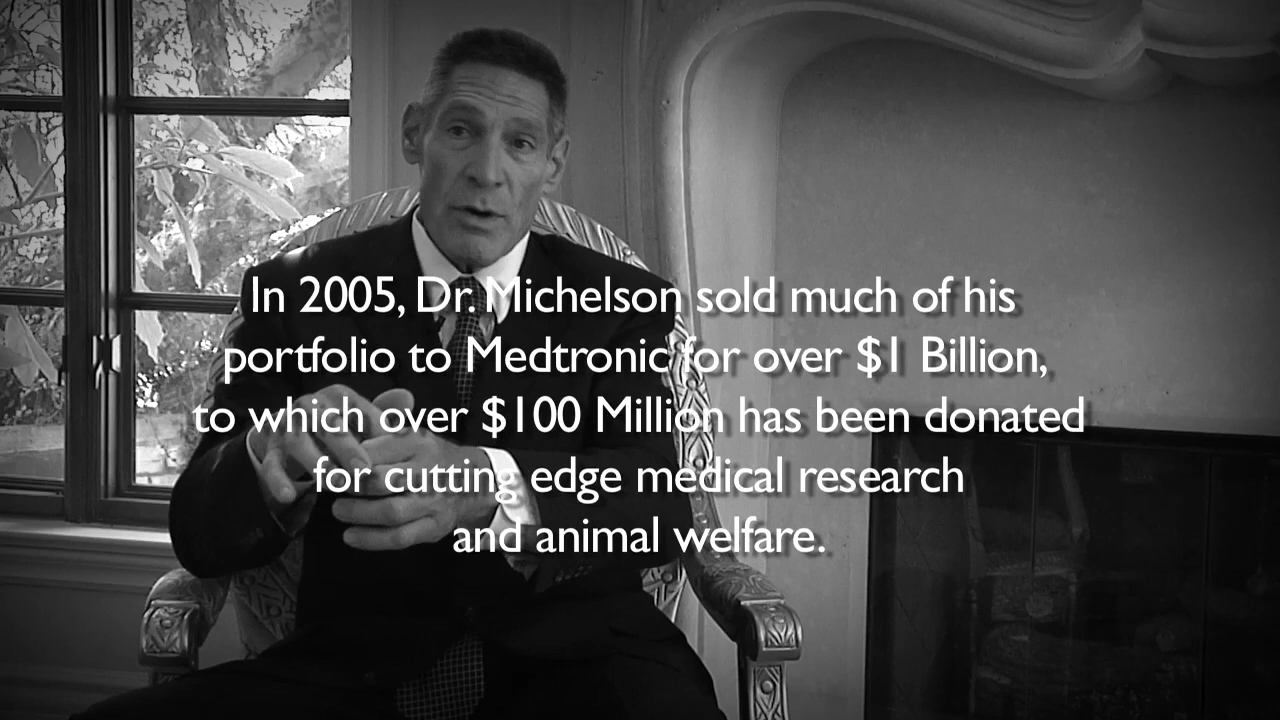 In 2005, Dr. Michelson sold much of his
portfolio to Medtronic for over $1 Billion,
to which over $100 Million has been donated
for cutting edge medical research
and animal welfare.